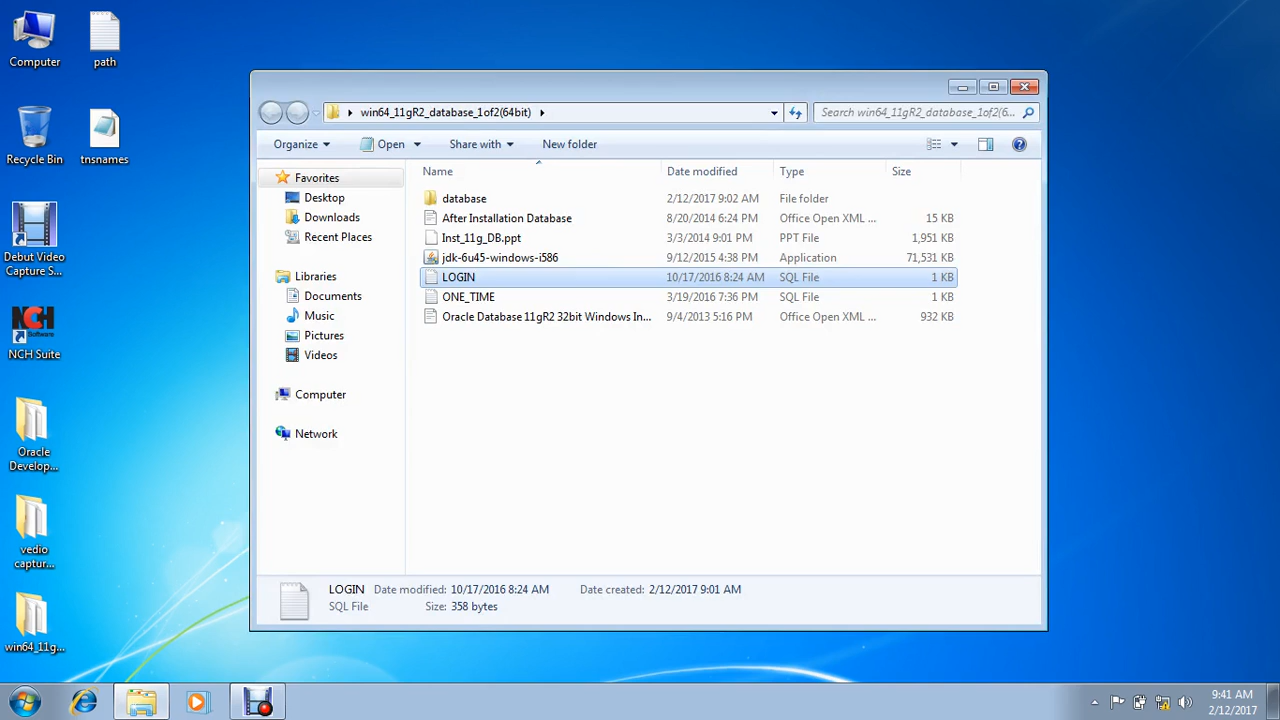 Computer
path
Recycle Bin
tnsnames
Debut Video
Capture S...
NCH
Software
NCH Suite
Oracle
Develop...
vedio
captur...
win64_11g...
win64_11gR2_database_1of2(64bit)
Search win64_11gR2_database_1of2(6...
Organize
Open
Share with
New folder
Favorites
Desktop
Downloads
Recent Places
Libraries
Documents
Music
Pictures
Videos
Computer
Network
Name Date modified Type Size
database 2/12/2017 9:02 AM File folder
After Installation Database 8/20/2014 6:24 PM Office Open XML ... 15 KB
Inst_11g_DB.ppt 3/3/2014 9:01 PM PPT File 1,951 KB
jdk-6u45-windows-i586 9/12/2015 4:38 PM Application 71,531 KB
LOGIN 10/17/2016 8:24 AM SQL File 1 KB
ONE_TIME 3/19/2016 7:36 PM SQL File 1 KB
Oracle Database 11gR2 32bit Windows In... 9/4/2013 5:16 PM Office Open XML ... 932 KB
LOGIN Date modified: 10/17/2016 8:24 AM Date created: 2/12/2017 9:01 AM
SQL File Size: 358 bytes
9:41 AM
2/12/2017